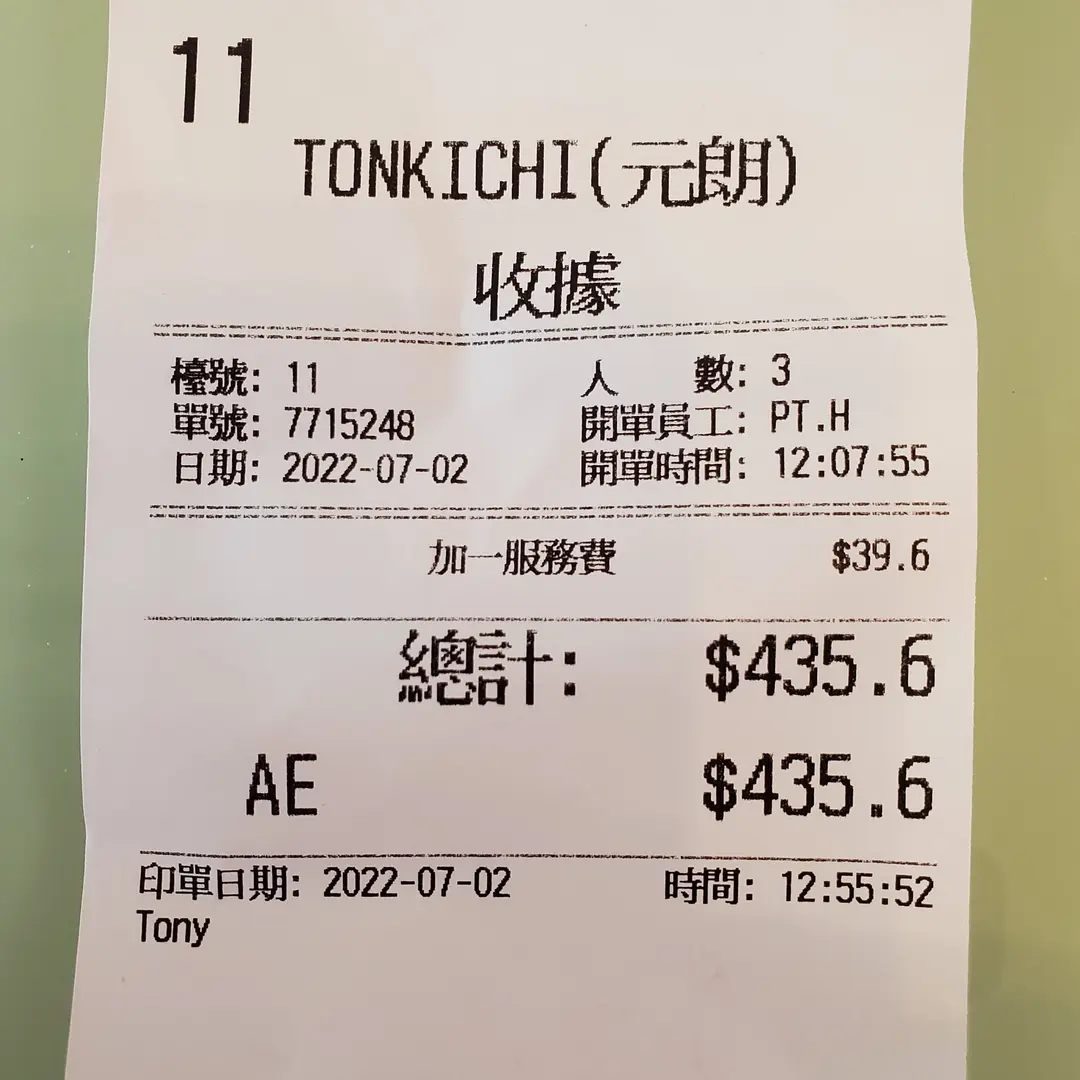 11
TONKICHI(元朗)
收據
檯號: 11 人 數: 3
單號: 7715248 開單員工: PT.H
日期: 2022-07-02 開單時間: 12:07:55
加一服務費 $39.6
總計: $435.6
AE $435.6
印單日期: 2022-07-02 時間: 12:55:52
Tony